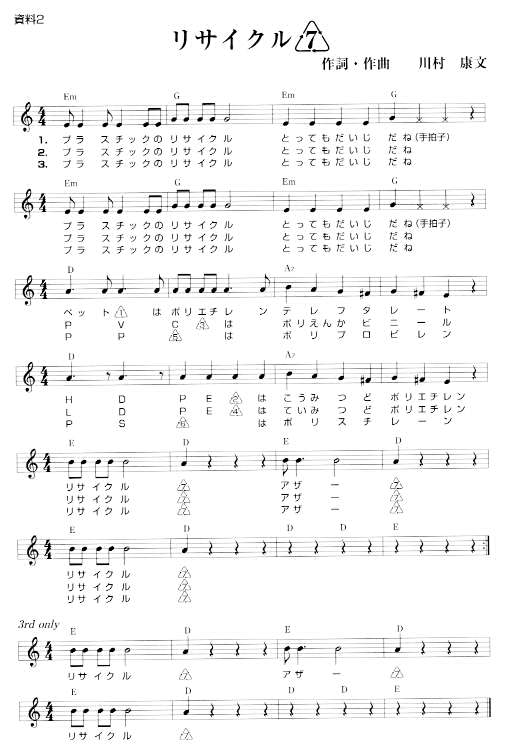 資料2
リサイクル 7
作詞・作曲 川村 康文
Em G Em G
1. プラ スチックの リサイクル とってもだいじ だね(手拍子)
2. プラ スチックの リサイクル とってもだいじ だね
3. プラ スチックの リサイクル とってもだいじ だね
Em G Em G
プラ スチックの リサイクル とってもだいじ だね(手拍子)
プラ スチックの リサイクル とってもだいじ だね
プラ スチックの リサイクル とってもだいじ だね
D A7
ペット 1 は ポリエチレン テレフタレート
P V C 3 は ポリえんかビニール
P P 5 は ポリプロピレン
D A7
H D P E 2 は こうみつど ポリエチレン
L D P E 4 は ていみつど ポリエチレン
P S 6 は ポリスチレーン
E D E D
リサイクル 7 アザー 7
リサイクル 7 アザー 7
リサイクル 7 アザー 7
E D D D
リサイクル 7
リサイクル 7
リサイクル 7
3rd only
E D E D
リサイクル 7 アザー 7
E D D D
リサイクル 7